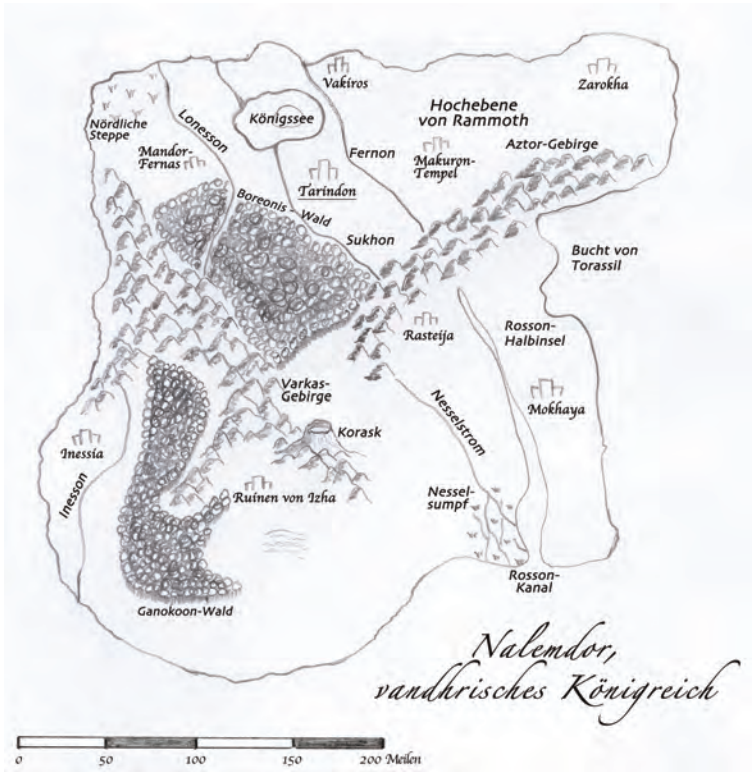 Vakiros
Zarokha
Königssee
Hochebene
von Rammoth
Nördliche
Steppe
Lonesson
Mandor-
Fernas
Fernon
Makuron-
Tempel
Aztor-Gebirge
Tarindon
Boreonis-Wald
Sukhon
Bucht von
Torassil
Rasteija
Rosson-
Halbinsel
Varkas-
Gebirge
Mokhaya
Nesselstrom
Korask
Inessia
Inesson
Ruinen von Izha
Nessel-
sumpf
Ganokoon-Wald
Rosson-
Kanal
Nalemdor,
vandhrisches Königreich
0 50 100 150 200 Meilen